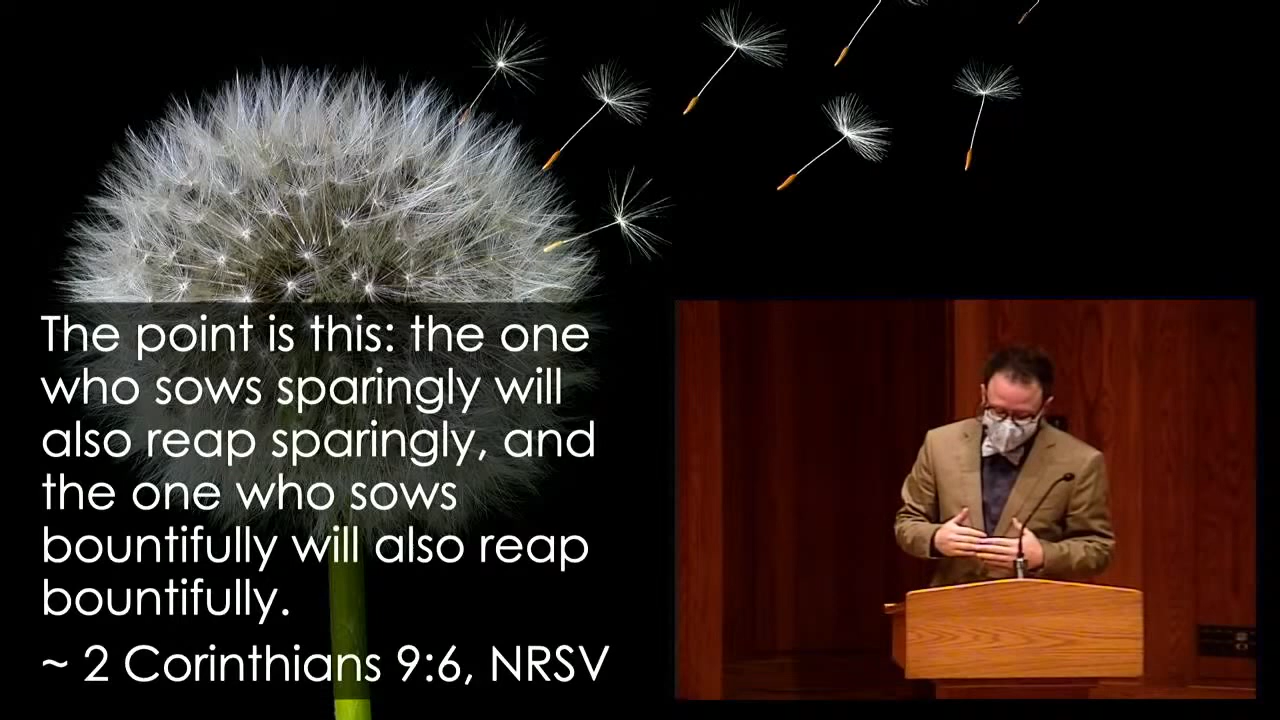 The point is this: the one
who sows sparingly will
also reap sparingly, and
the one who sows
bountifully will also reap
bountifully.
~ 2 Corinthians 9:6, NRSV